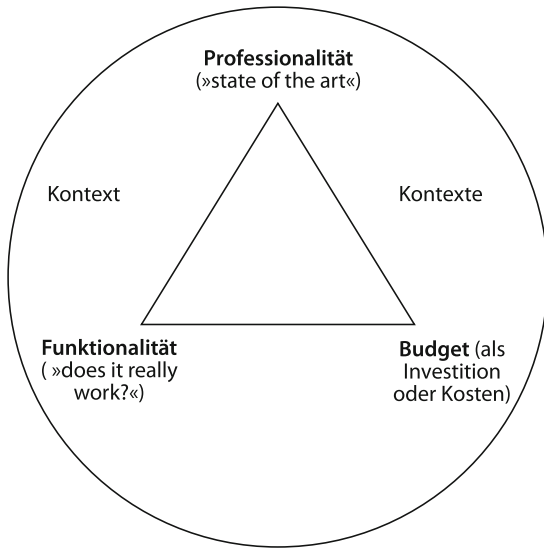 Professionalität
(»state of the art«)
Kontext
Kontexte
Funktionalität
( »does it really
work?«)
Budget (als
Investition
oder Kosten)